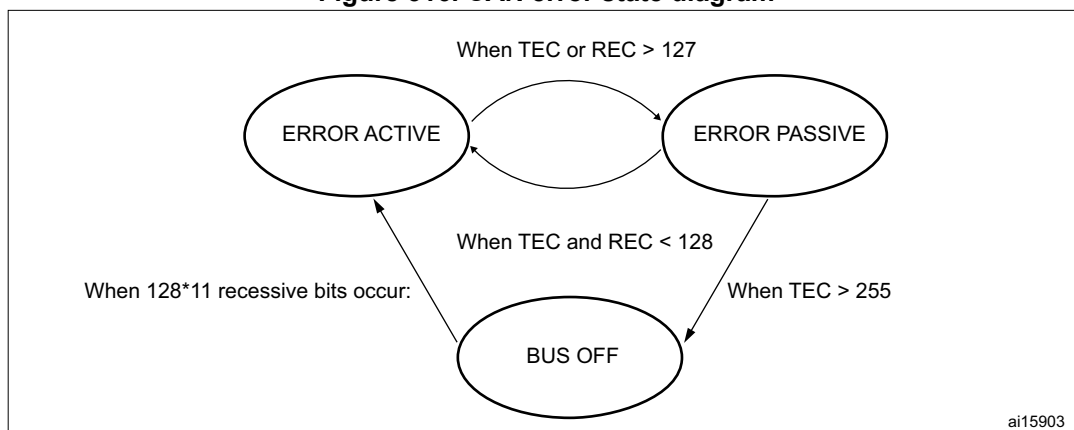 When TEC or REC > 127
ERROR ACTIVE
ERROR PASSIVE
When TEC and REC < 128
When 128*11 recessive bits occur:
When TEC > 255
BUS OFF
ai15903